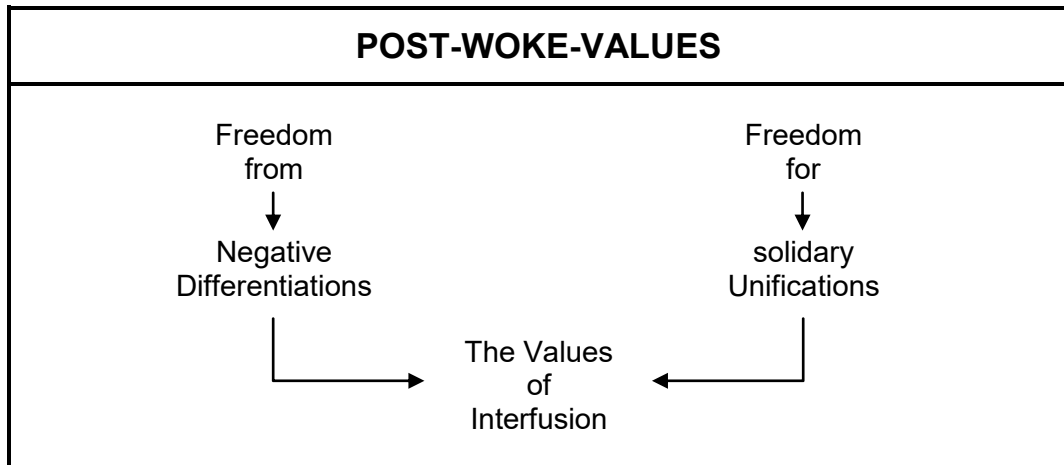 POST-WOKE-VALUES
Freedom
from
Negative
Differentiations
Freedom
for
solidary
Unifications
The Values
of
Interfusion